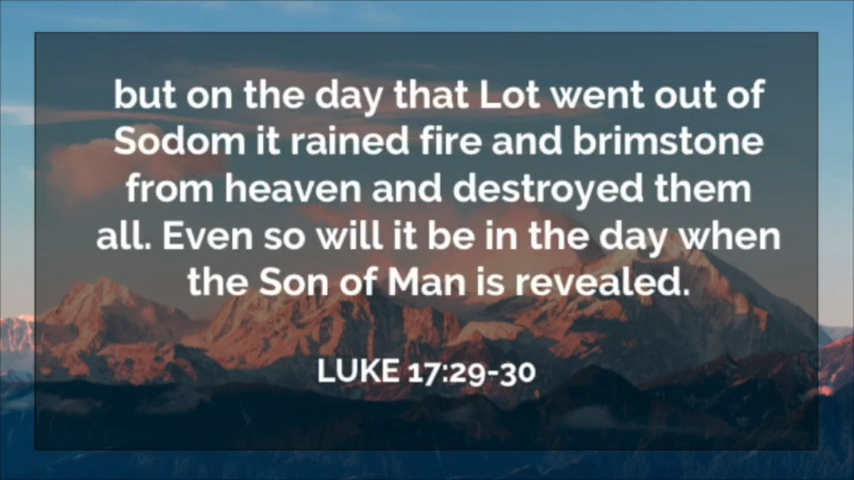 but on the day that Lot went out of
Sodom it rained fire and brimstone
from heaven and destroyed them
all. Even so will it be in the day when
the Son of Man is revealed.
LUKE 17:29-30